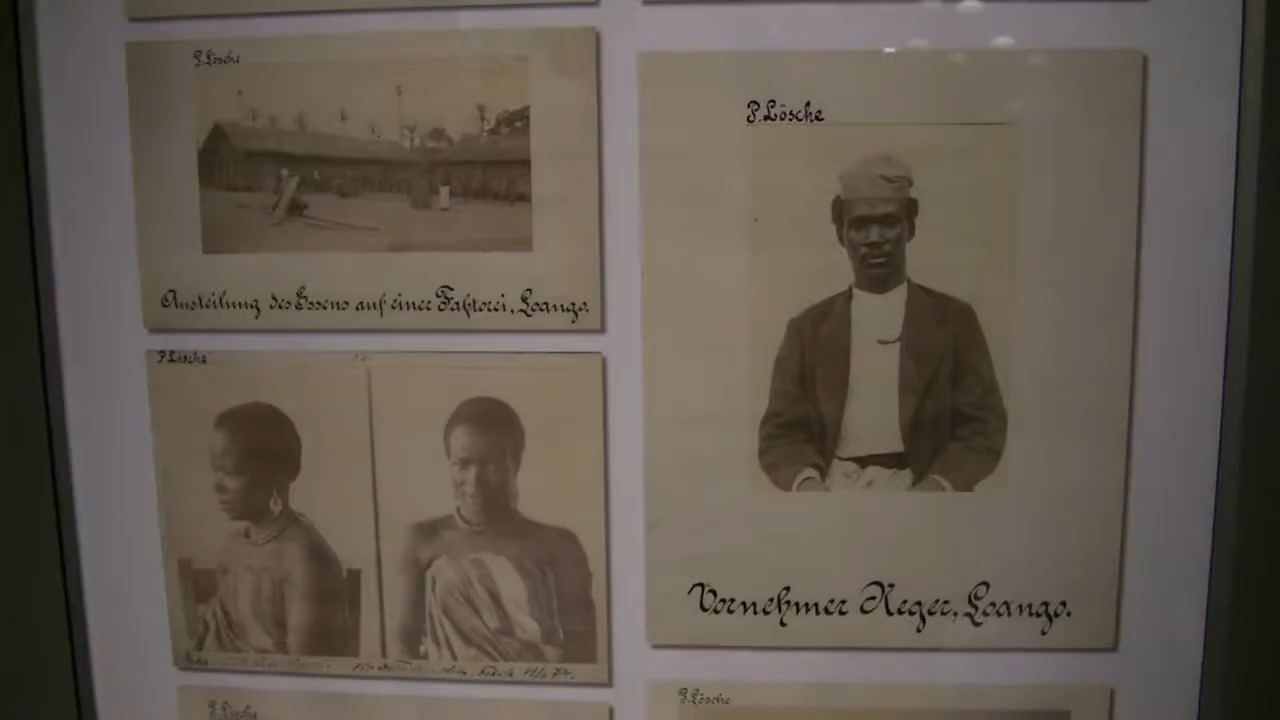 P. Lösche
Austeilung des Essens auf einer Faktorei, Loango.
P. Lösche
P. Lösche
Vornehmer Neger, Loango.
P. Lösche
P. Lösche